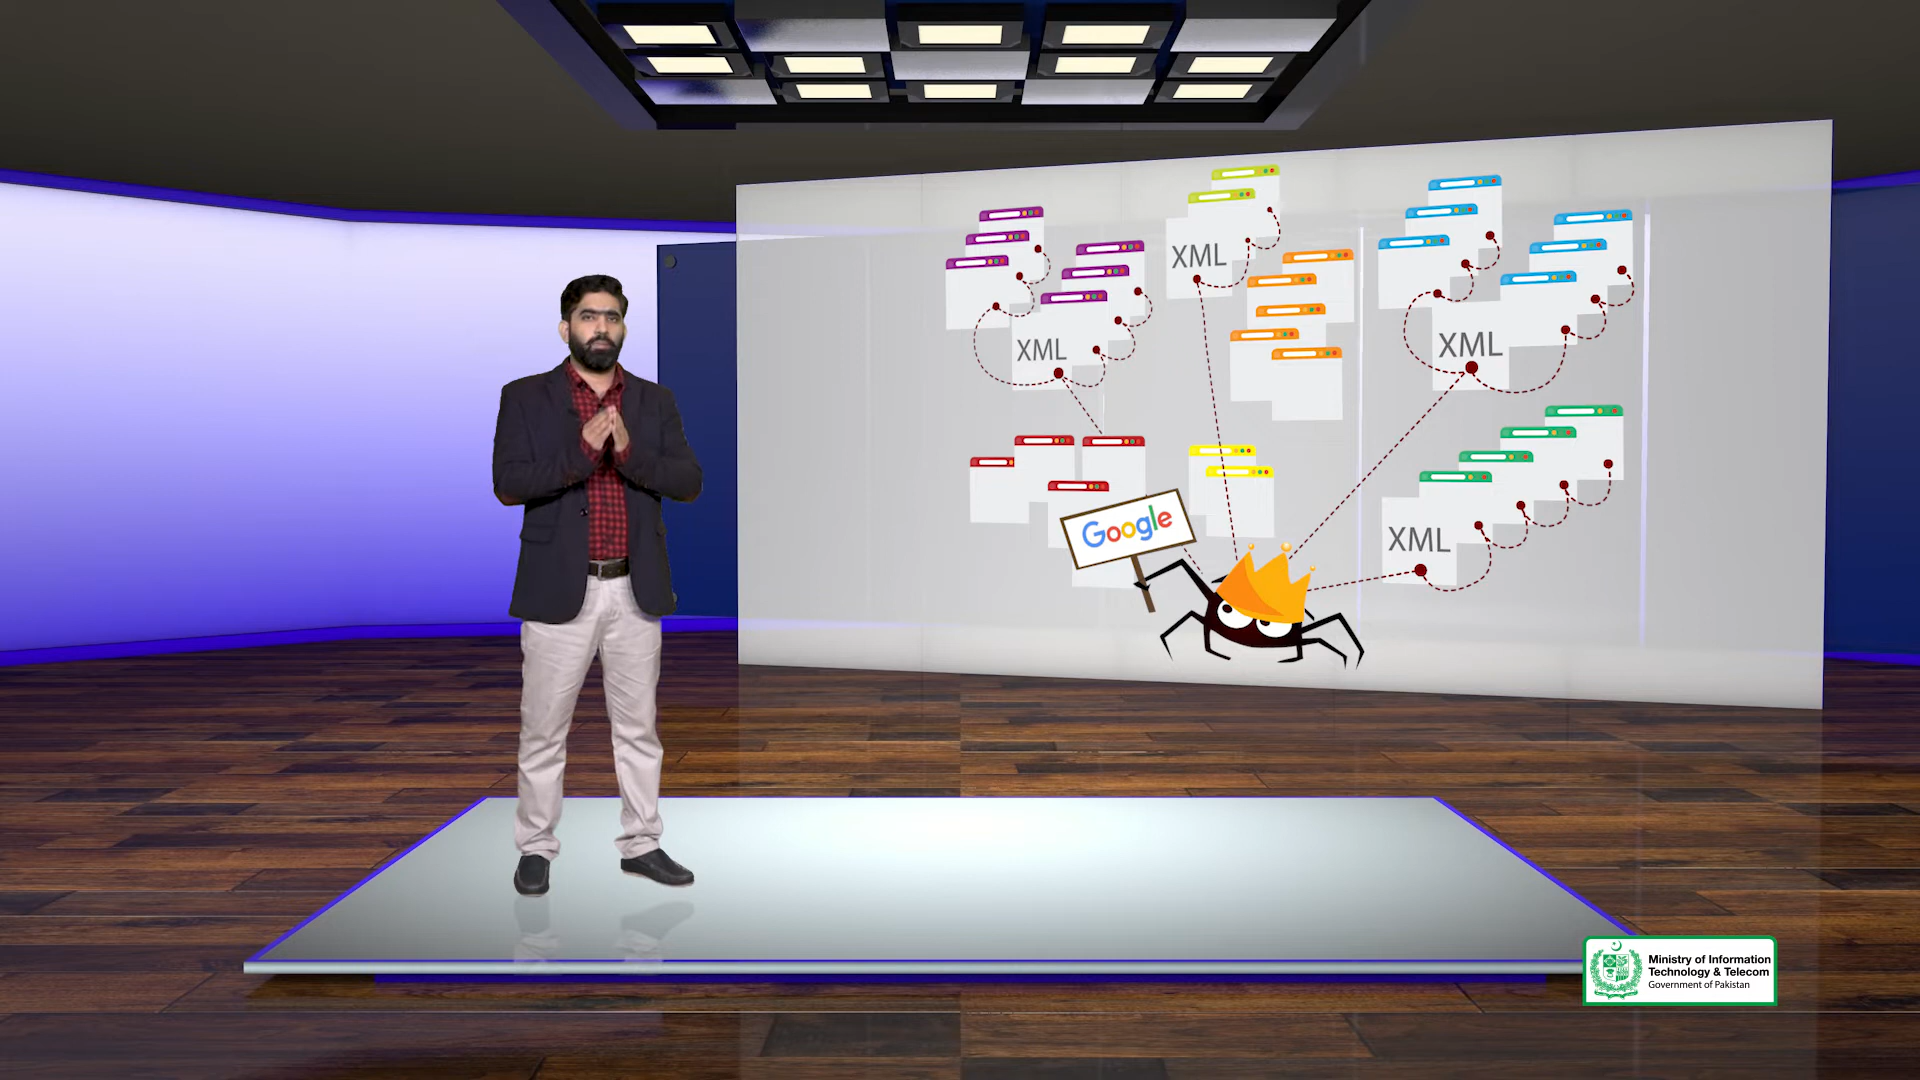 XML
XML
XML
Google
XML
Ministry of Information
Technology & Telecom
Government of Pakistan